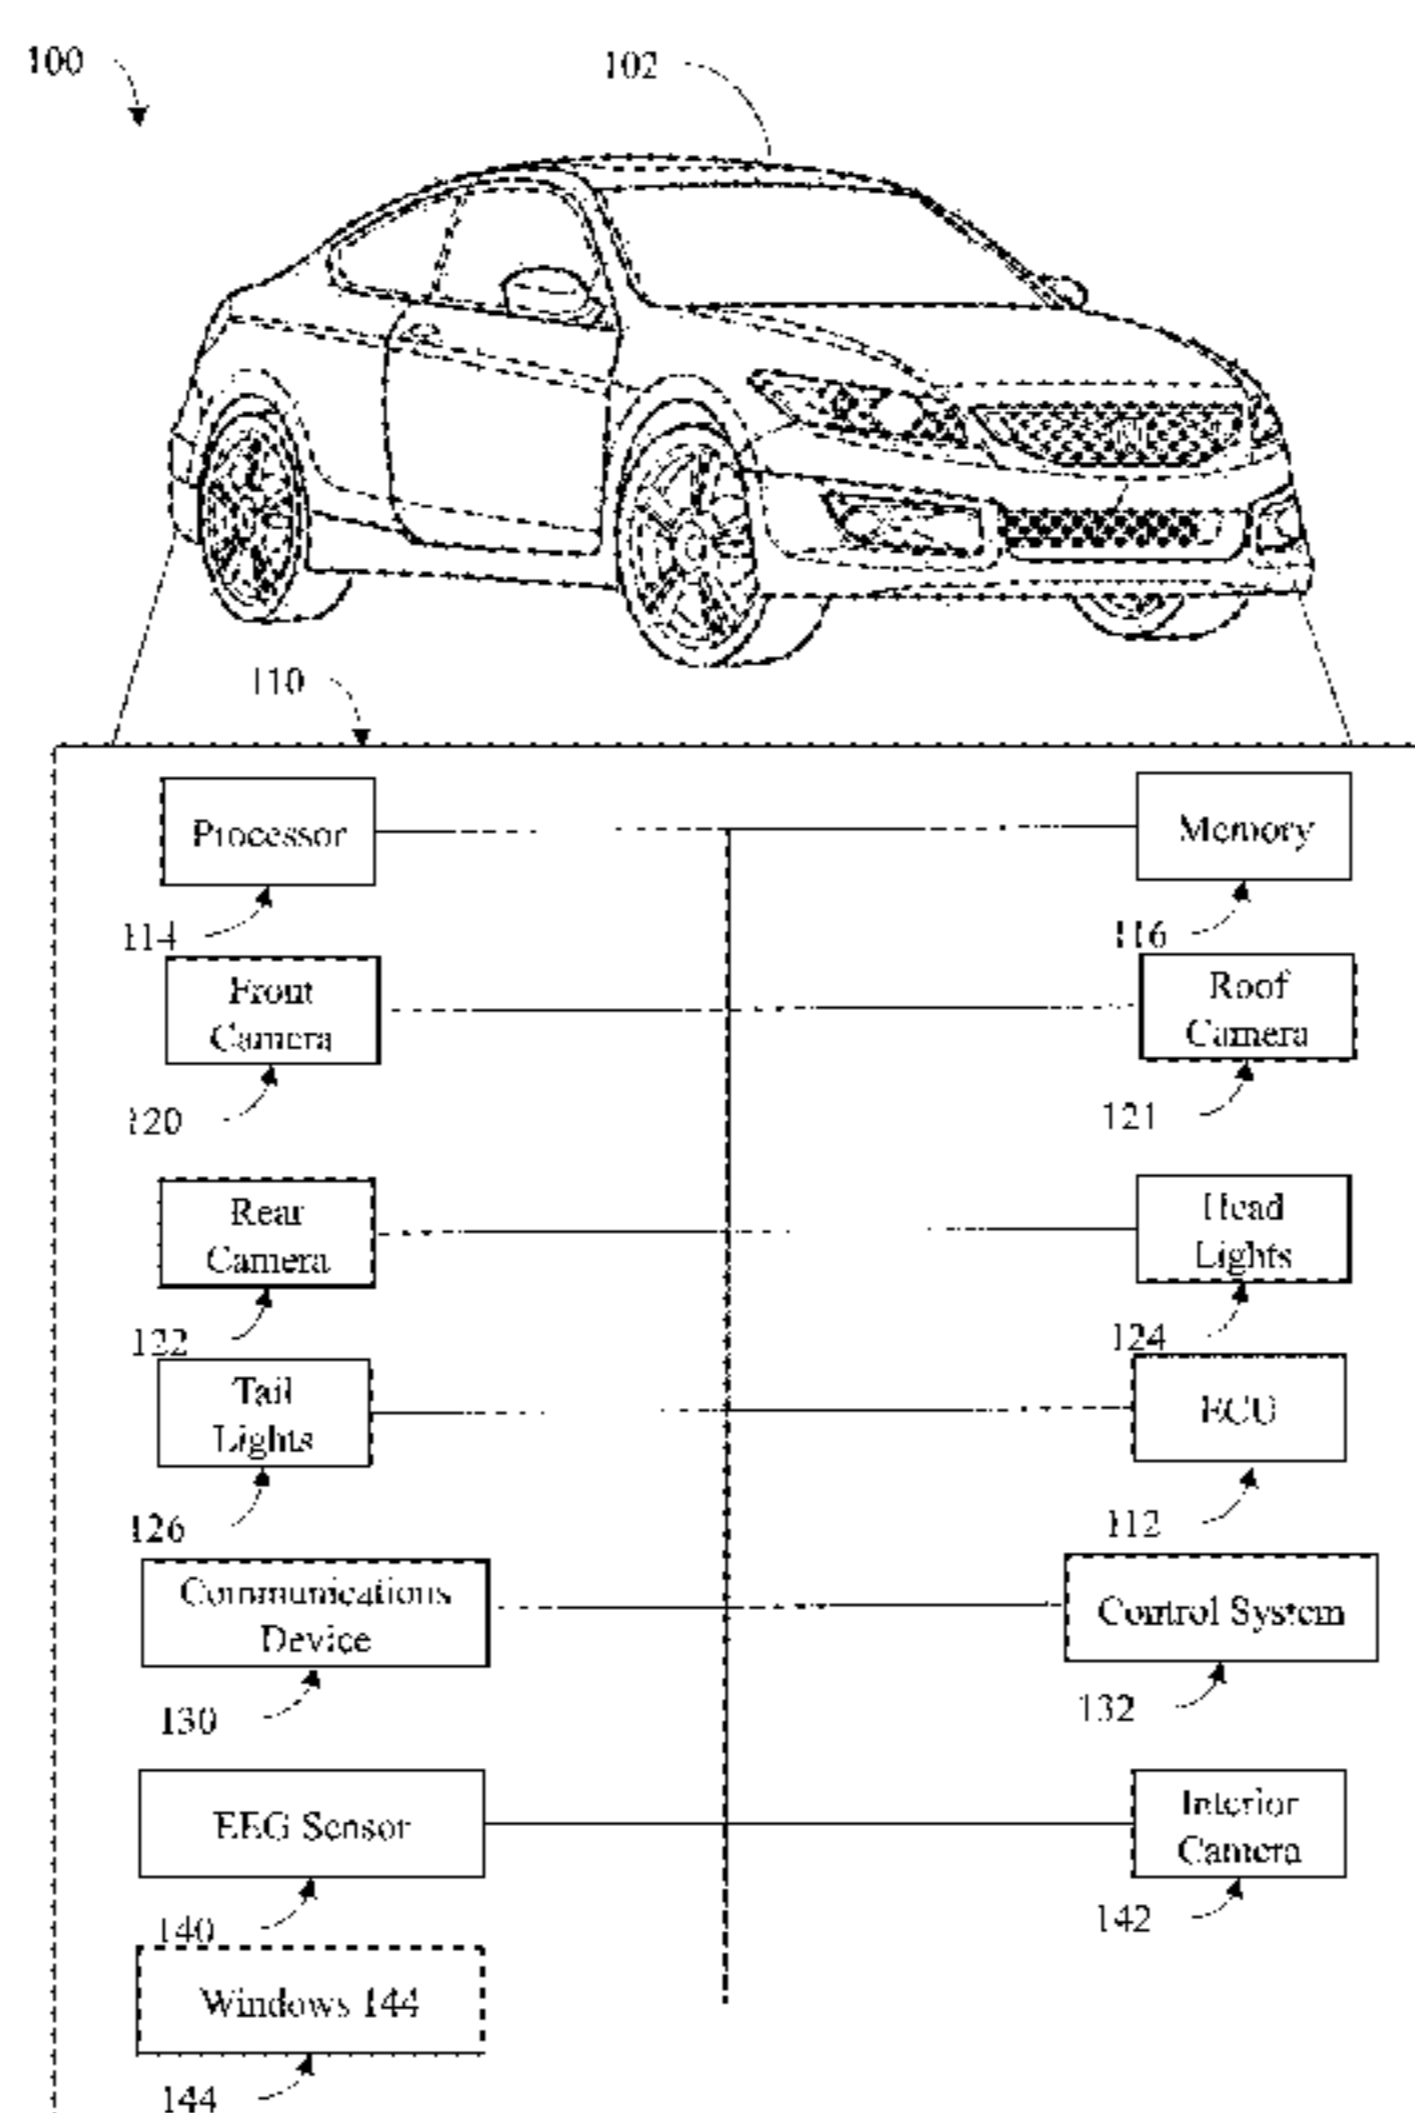 100
102
110
Processor
Memory
114
116
Front
Camera
Roof
Camera
120
121
Rear
Camera
Head
Lights
122
124
Tail
Lights
ECU
126
112
Communications
Device
Control System
130
132
EEG Sensor
Interior
Camera
140
142
Windows 144
144